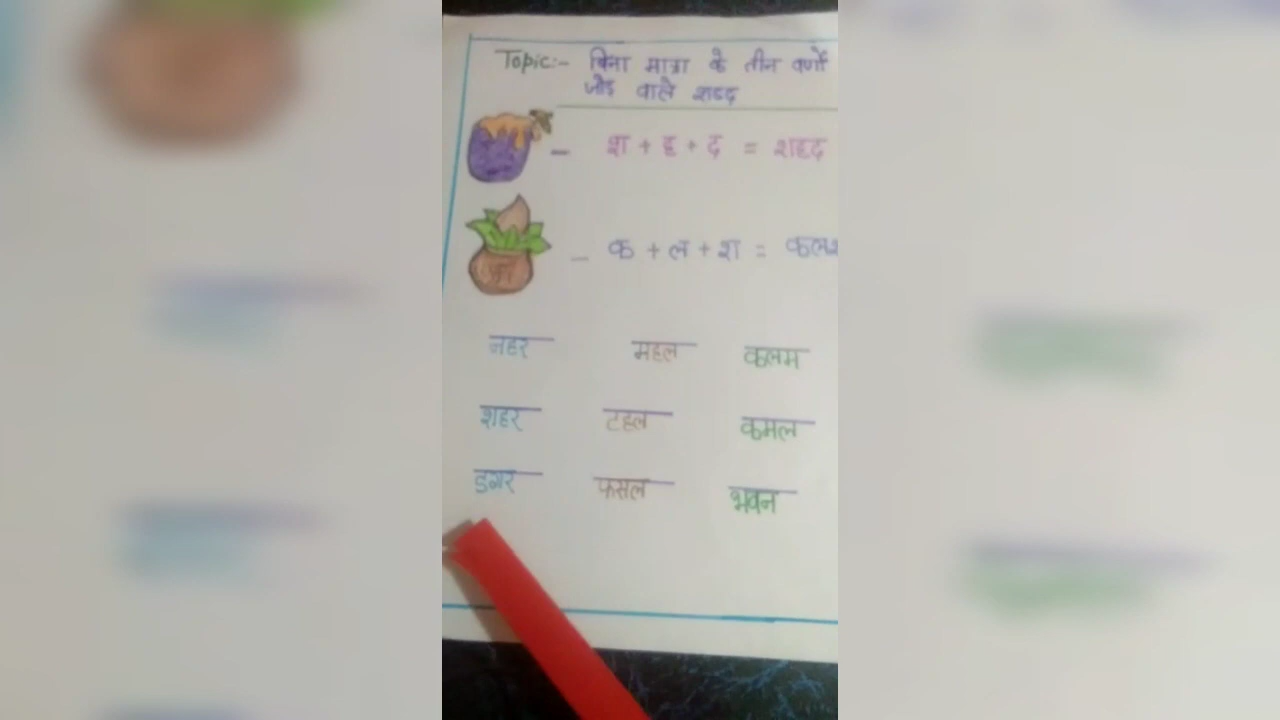 Topic:- बिना मात्रा के तीन वर्णों
जोड़ वाले शब्द
- श + ह + द = शहद
- क + ल + श = कलश
नहर महल कलम
शहर टहल कमल
डगर फसल भवन